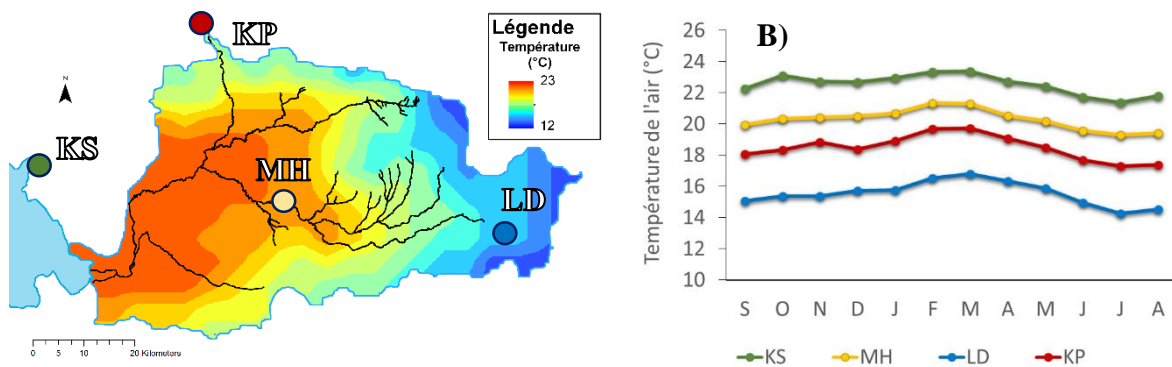 KP
N
KS
MH
LD
Légende
Température
(°C)
23
-
12
0 5 10 20 Kilometers
B)
Température de l'air (°C)
26
24
22
20
18
16
14
12
10
S O N D J F M A M J J A
KS MH LD KP